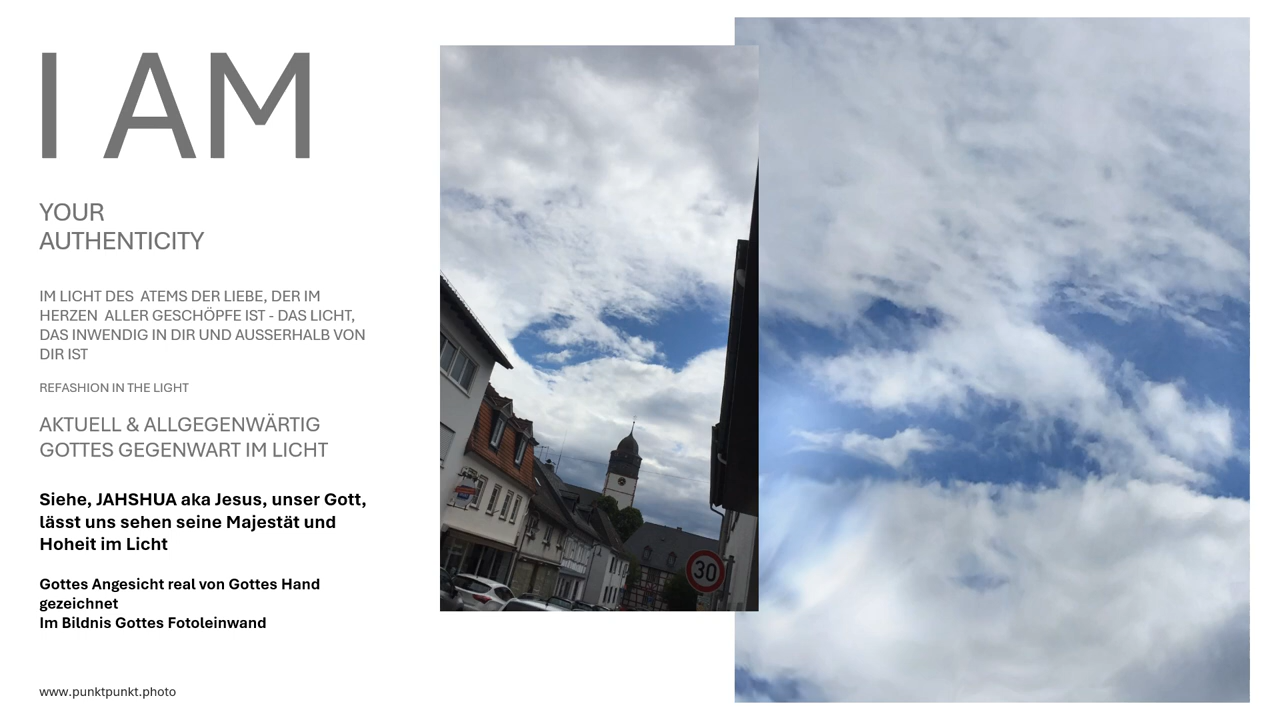 I AM
YOUR
AUTHENTICITY
IM LICHT DES  ATEMS DER LIEBE, DER IM
HERZEN  ALLER GESCHÖPFE IST - DAS LICHT,
DAS INWENDIG IN DIR UND AUSSERHALB VON
DIR IST
REFASHION IN THE LIGHT
AKTUELL & ALLGEGENWÄRTIG
GOTTES GEGENWART IM LICHT
Siehe, JAHSHUA aka Jesus, unser Gott,
lässt uns sehen seine Majestät und
Hoheit im Licht
Gottes Angesicht real von Gottes Hand
gezeichnet
Im Bildnis Gottes Fotoleinwand
www.punktpunkt.photo
30